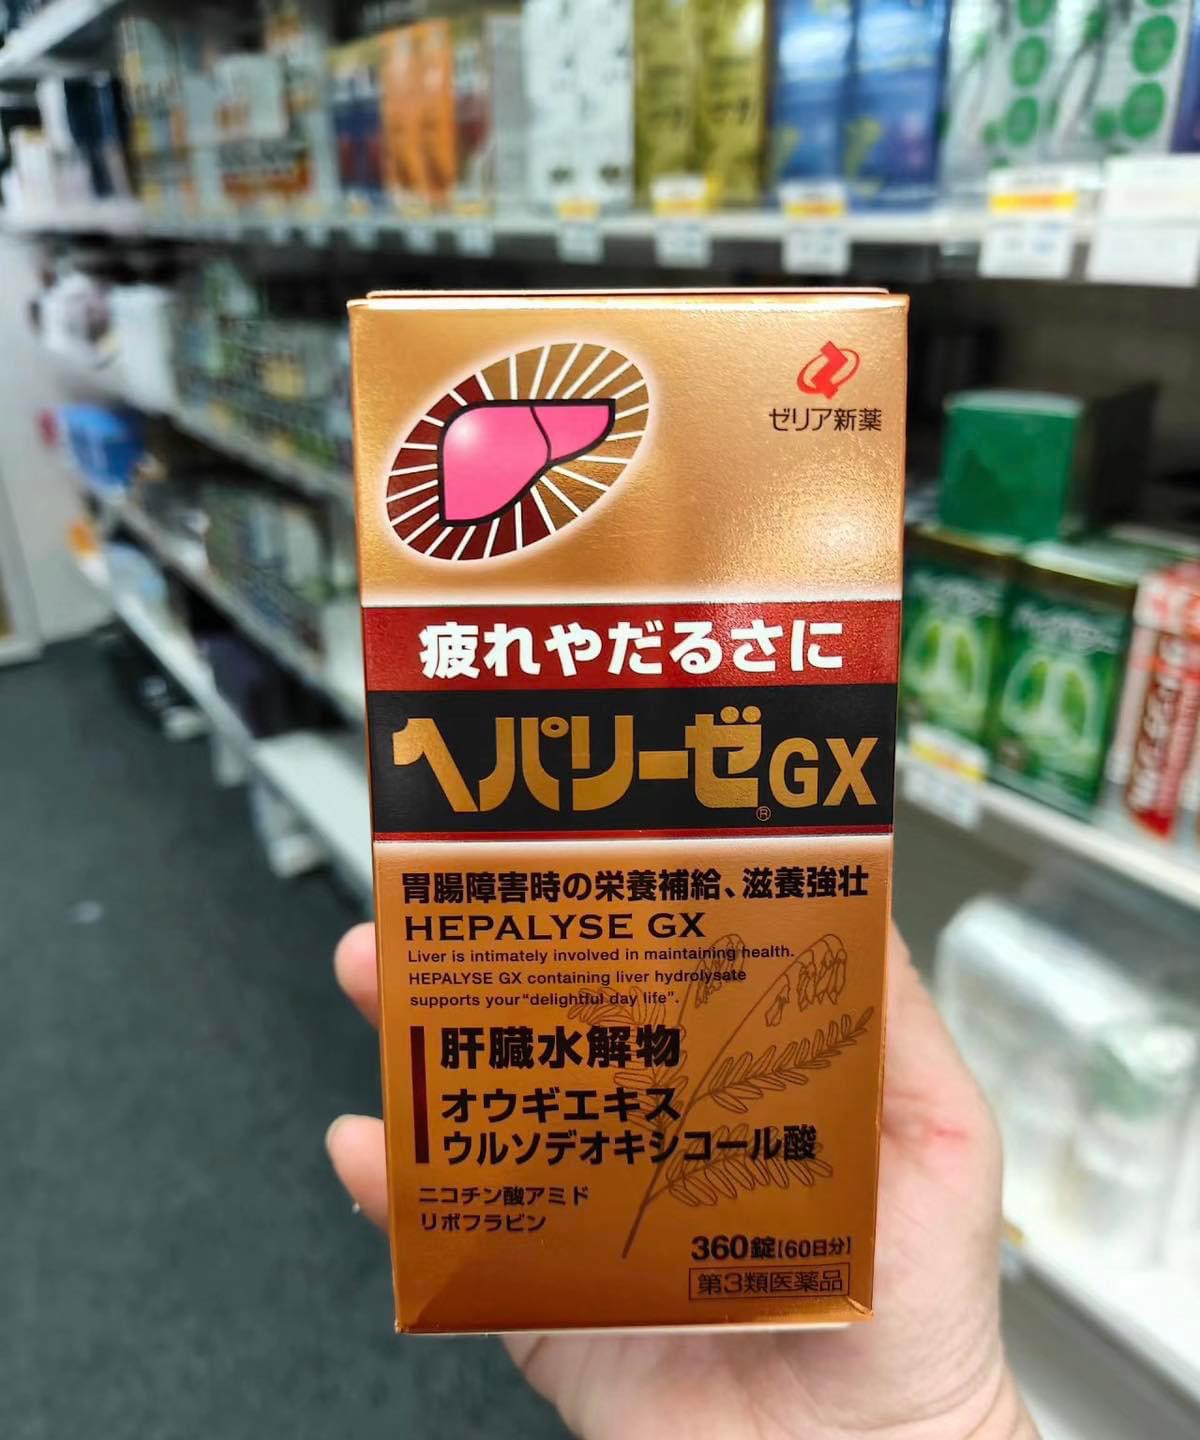 ゼリア新薬
疲れやだるさに
ヘパリーゼGX
®
胃腸障害時の栄養補給、滋養強壮
HEPALYSE GX
Liver is intimately involved in maintaining health.
HEPALYSE GX containing liver hydrolysate
supports your “delightful day life”.
肝臓水解物
オウギエキス
ウルソデオキシコール酸
ニコチン酸アミド
リボフラビン
360錠【60日分】
第3類医薬品